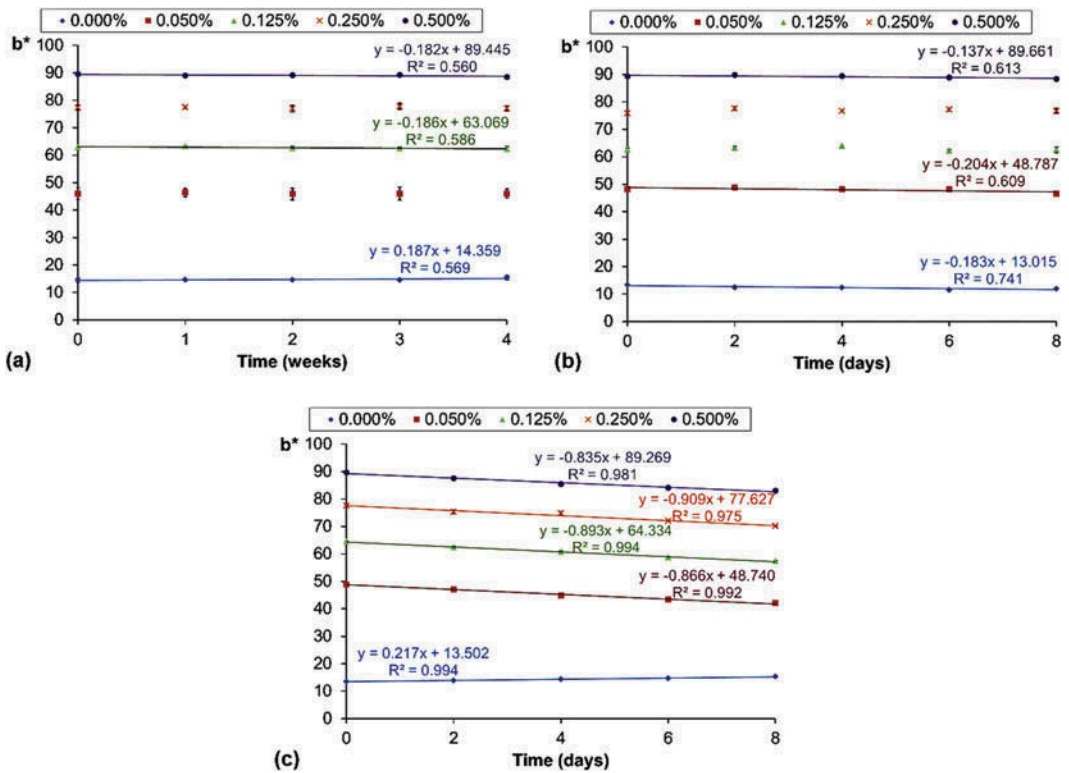 0.000% 0.050% 0.125% 0.250% 0.500%
b*
100
90
80
70
60
50
40
30
20
10
0
y = -0.182x + 89.445
R² = 0.560
y = -0.186x + 63.069
R² = 0.586
y = 0.187x + 14.359
R² = 0.569
0 1 2 3 4
(a) Time (weeks)
0.000% 0.050% 0.125% 0.250% 0.500%
b*
100
90
80
70
60
50
40
30
20
10
0
y = -0.137x + 89.661
R² = 0.613
y = -0.204x + 48.787
R² = 0.609
y = -0.183x + 13.015
R² = 0.741
0 2 4 6 8
(b) Time (days)
0.000% 0.050% 0.125% 0.250% 0.500%
b*
100
90
80
70
60
50
40
30
20
10
0
y = -0.835x + 89.269
R² = 0.981
y = -0.909x + 77.627
R² = 0.975
y = -0.893x + 64.334
R² = 0.994
y = -0.866x + 48.740
R² = 0.992
y = 0.217x + 13.502
R² = 0.994
0 2 4 6 8
(c) Time (days)